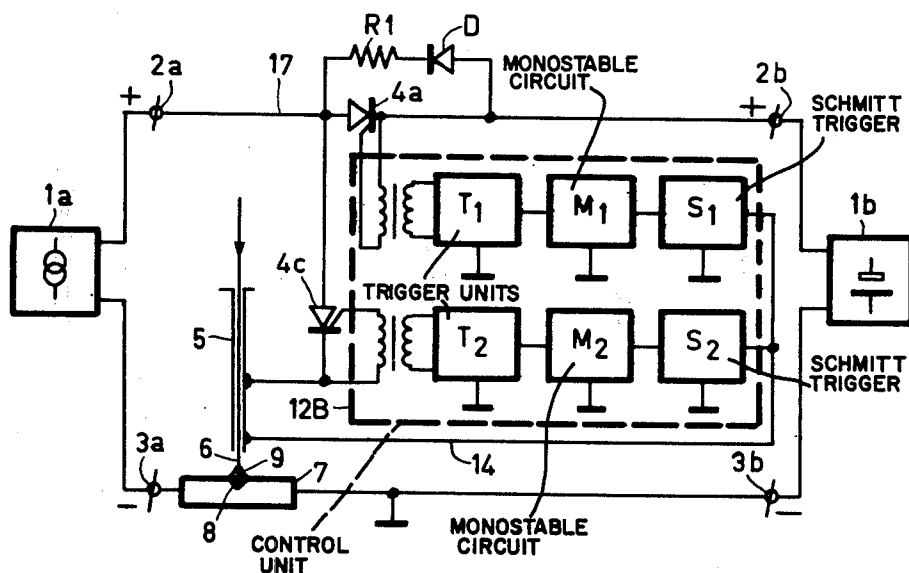 R1
D
MONOSTABLE
CIRCUIT
2a
17
4a
2b
SCHMITT
TRIGGER
+
+
1a
T1
M1
S1
1b
4c
TRIGGER UNITS
5
T2
M2
S2
SCHMITT
TRIGGER
12B
6
9
14
3a
7
3b
-
-
8
CONTROL
UNIT
MONOSTABLE
CIRCUIT